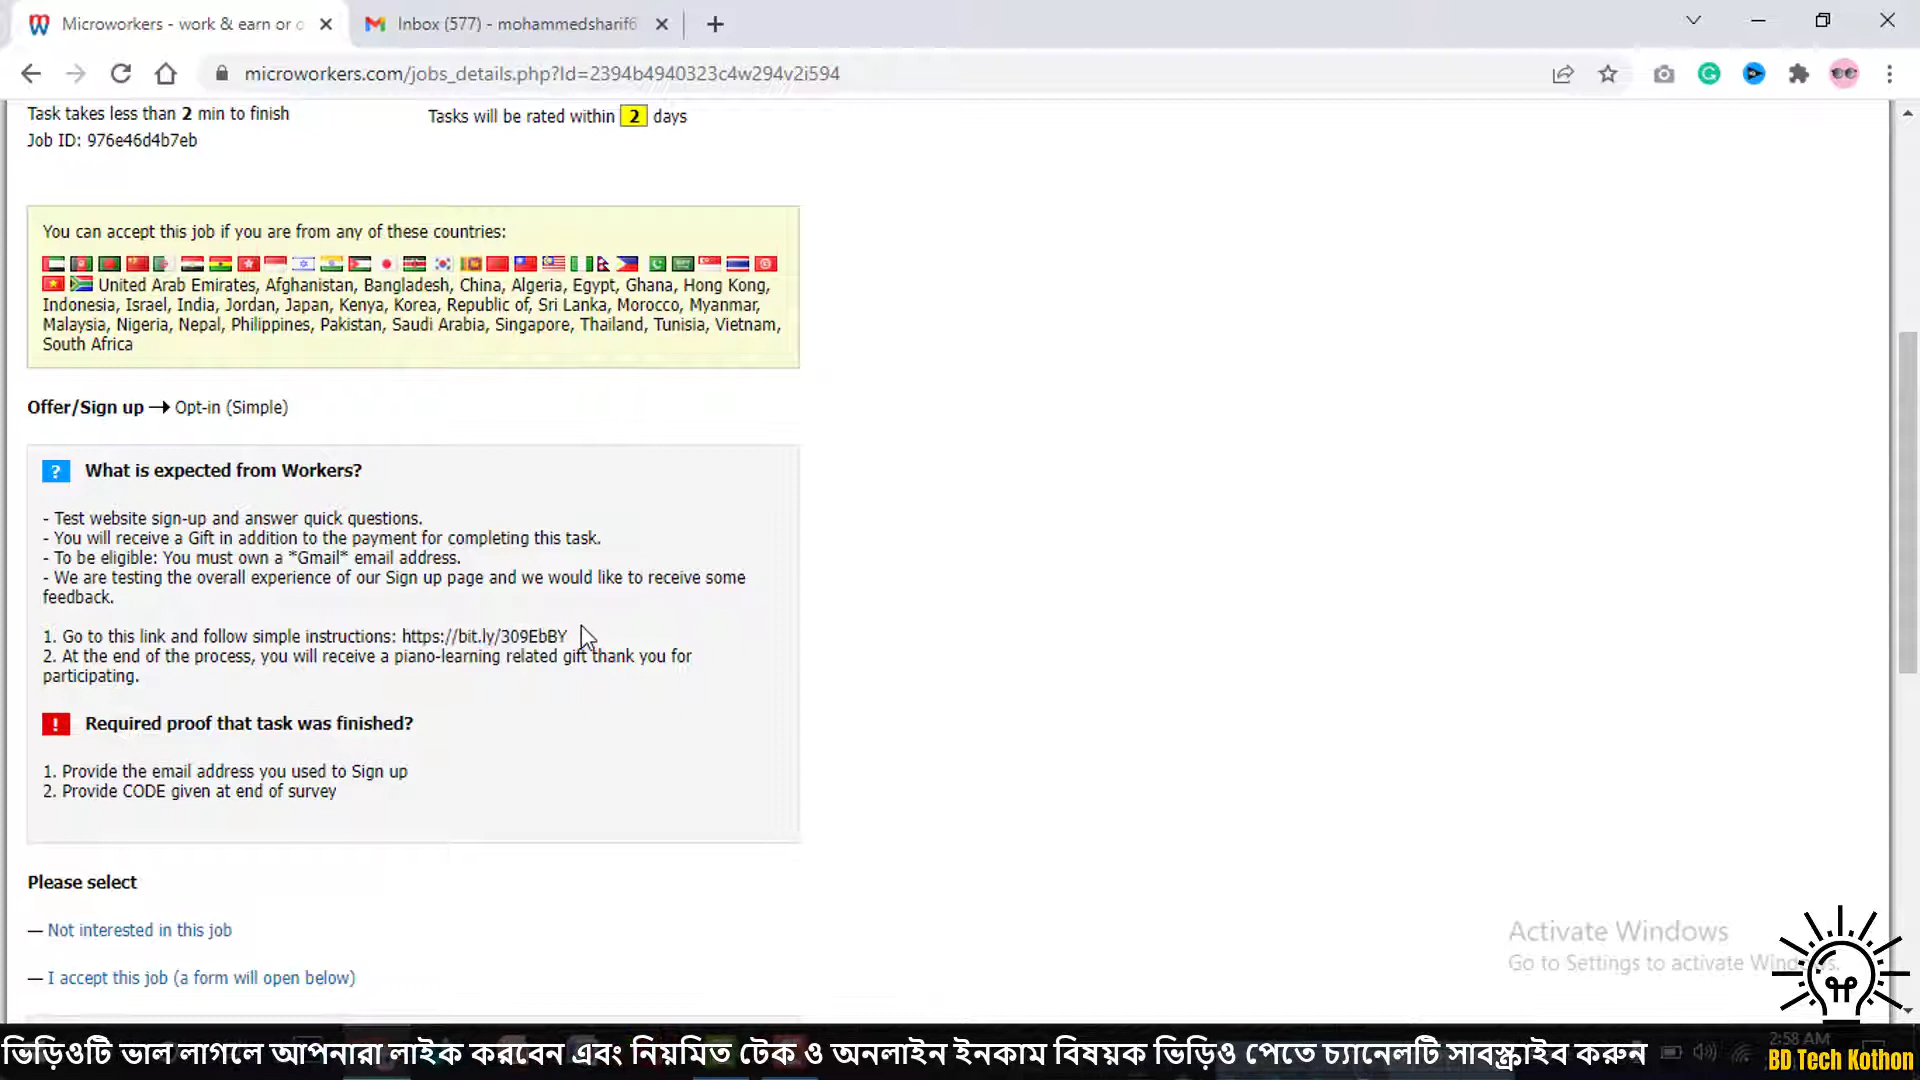 Microworkers - work & earn or o
Inbox (577) - mohammedsharif6
microworkers.com/jobs_details.php?Id=2394b4940323c4w294v2i594
Task takes less than 2 min to finish
Tasks will be rated within 2 days
Job ID: 976e46d4b7eb
You can accept this job if you are from any of these countries:
United Arab Emirates, Afghanistan, Bangladesh, China, Algeria, Egypt, Ghana, Hong Kong,
Indonesia, Israel, India, Jordan, Japan, Kenya, Korea, Republic of, Sri Lanka, Morocco, Myanmar,
Malaysia, Nigeria, Nepal, Philippines, Pakistan, Saudi Arabia, Singapore, Thailand, Tunisia, Vietnam,
South Africa
Offer/Sign up → Opt-in (Simple)
? What is expected from Workers?
- Test website sign-up and answer quick questions.
- You will receive a Gift in addition to the payment for completing this task.
- To be eligible: You must own a *Gmail* email address.
- We are testing the overall experience of our Sign up page and we would like to receive some
feedback.
1. Go to this link and follow simple instructions: https://bit.ly/309EbBY
2. At the end of the process, you will receive a piano-learning related gift thank you for
participating.
! Required proof that task was finished?
1. Provide the email address you used to Sign up
2. Provide CODE given at end of survey
Please select
— Not interested in this job
— I accept this job (a form will open below)
Activate Windows
Go to Settings to activate Windows.
2:58 AM
ভিডিওটি ভাল লাগলে আপনারা লাইক করবেন এবং নিয়মিত টেক ও অনলাইন ইনকাম বিষয়ক ভিডিও পেতে চ্যানেলটি সাবস্ক্রাইব করুন
BD Tech Kothon